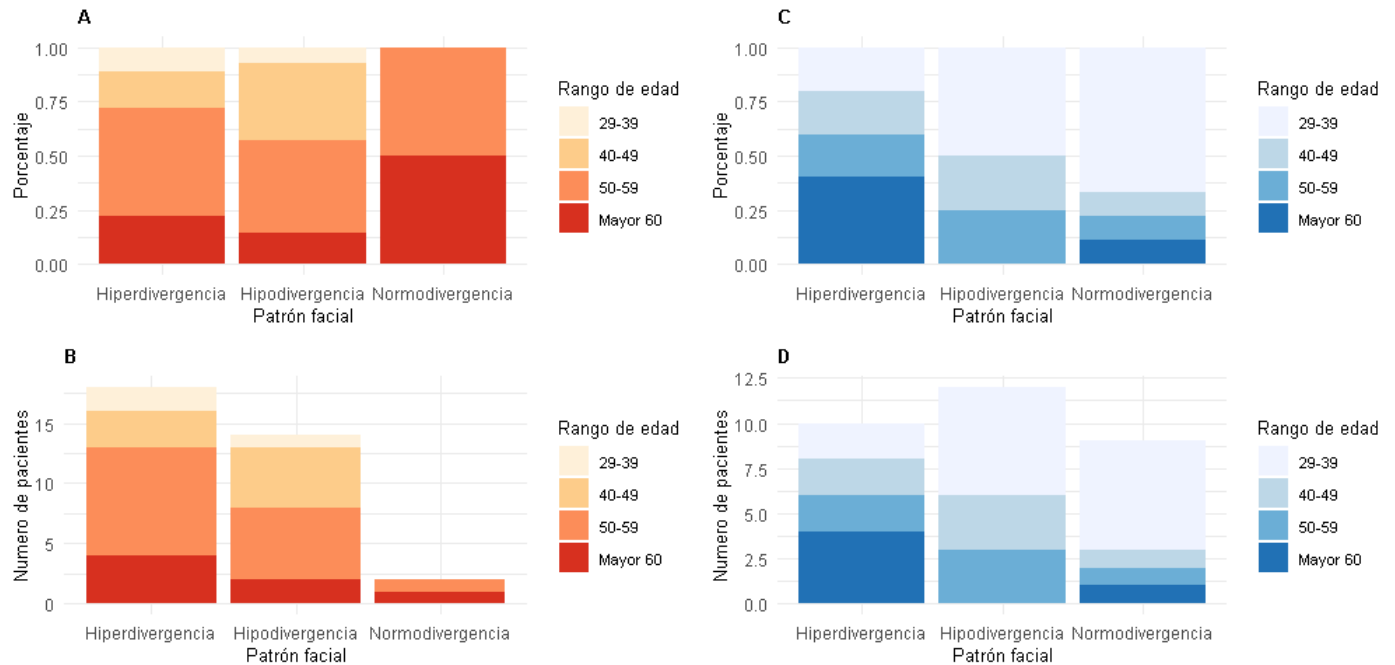 A
1.00
0.75
0.50
0.25
0.00
Porcentaje
Hiperdivergencia Hipodivergencia Normodivergencia
Patrón facial
Rango de edad
29-39
40-49
50-59
Mayor 60
C
1.00
0.75
0.50
0.25
0.00
Porcentaje
Hiperdivergencia Hipodivergencia Normodivergencia
Patrón facial
Rango de edad
29-39
40-49
50-59
Mayor 60
B
15
10
5
0
Numero de pacientes
Hiperdivergencia Hipodivergencia Normodivergencia
Patrón facial
Rango de edad
29-39
40-49
50-59
Mayor 60
D
12.5
10.0
7.5
5.0
2.5
0.0
Numero de pacientes
Hiperdivergencia Hipodivergencia Normodivergencia
Patrón facial
Rango de edad
29-39
40-49
50-59
Mayor 60